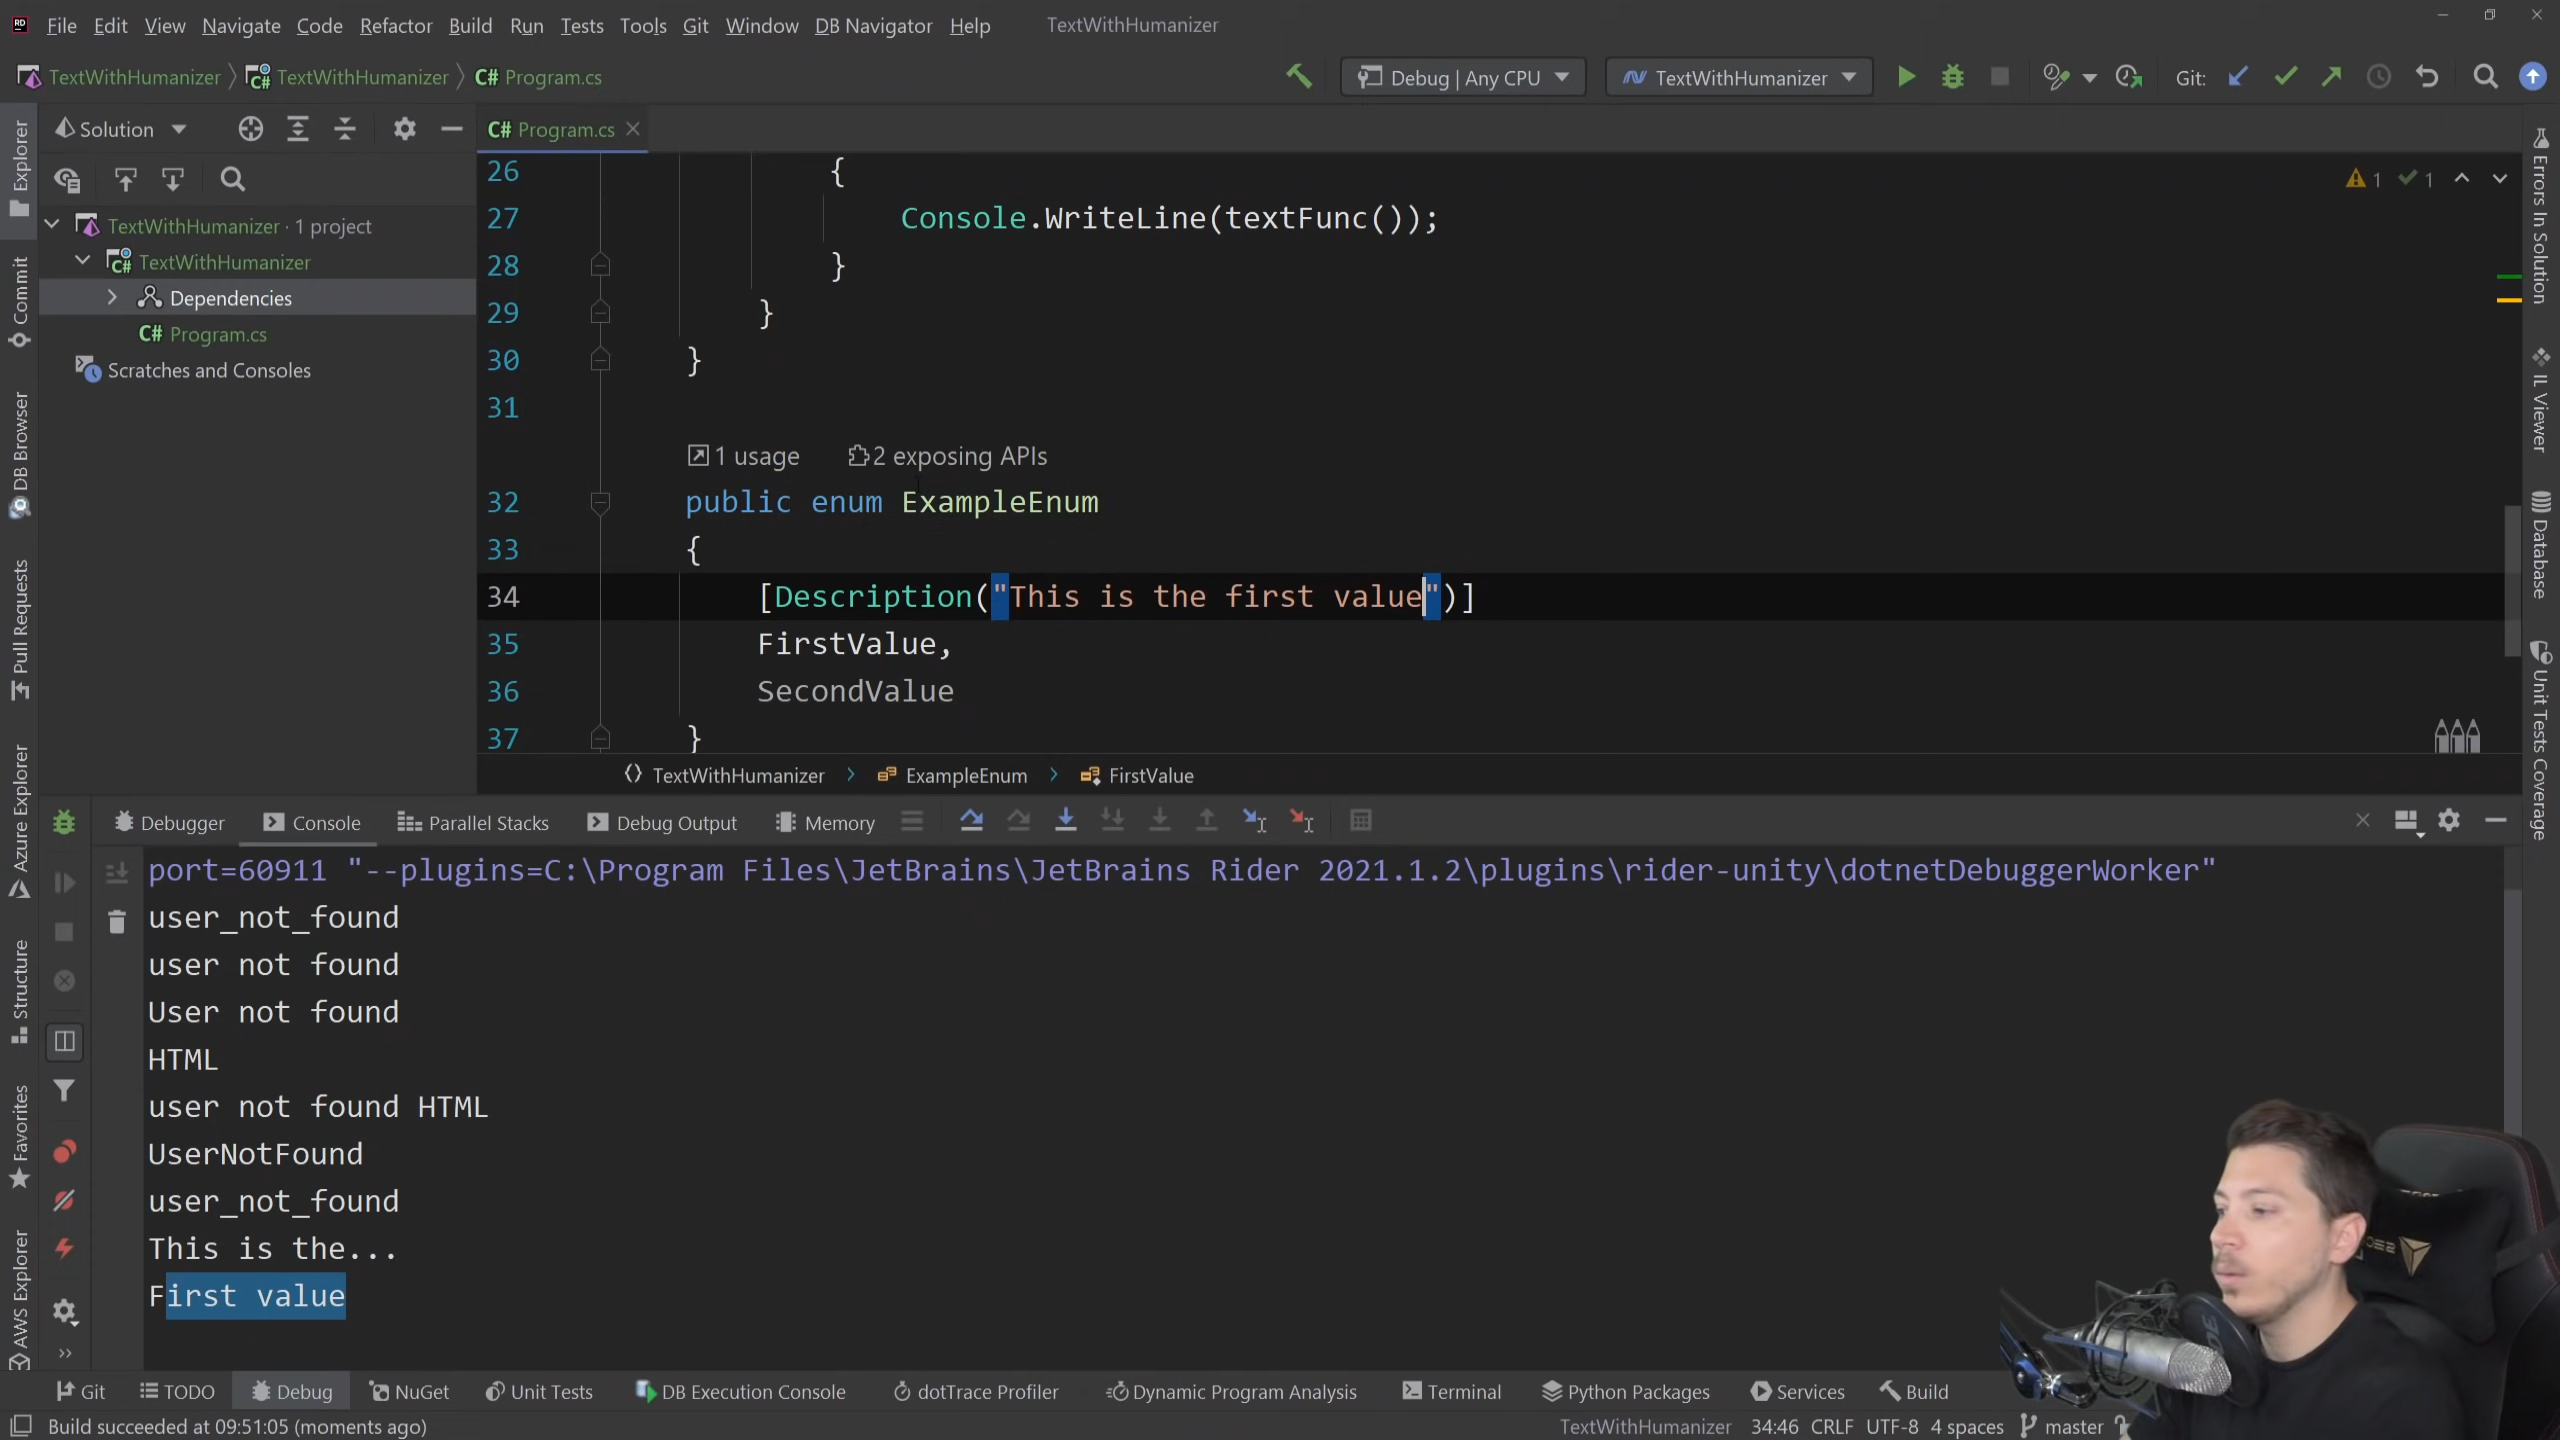 File Edit View Navigate Code Refactor Build Run Tests Tools Git Window DB Navigator Help TextWithHumanizer
TextWithHumanizer TextWithHumanizer C# Program.cs Debug | Any CPU TextWithHumanizer Git:
Solution
C# Program.cs
TextWithHumanizer · 1 project
TextWithHumanizer
Dependencies
C# Program.cs
Scratches and Consoles
1 1
26 {
27 Console.WriteLine(textFunc());
28 }
29 }
30 }
31
1 usage 2 exposing APIs
32 public enum ExampleEnum
33 {
34 [Description("This is the first value")]
35 FirstValue,
36 SecondValue
37 }
TextWithHumanizer ExampleEnum FirstValue
Debugger Console Parallel Stacks Debug Output Memory
port=60911 "--plugins=C:\Program Files\JetBrains\JetBrains Rider 2021.1.2\plugins\rider-unity\dotnetDebuggerWorker"
user_not_found
user not found
User not found
HTML
user not found HTML
UserNotFound
user_not_found
This is the...
First value
Git TODO Debug NuGet Unit Tests DB Execution Console dotTrace Profiler Dynamic Program Analysis Terminal Python Packages Services Build
Build succeeded at 09:51:05 (moments ago) TextWithHumanizer 34:46 CRLF UTF-8 4 spaces master
Explorer
Commit
DB Browser
Pull Requests
Azure Explorer
Structure
Favorites
AWS Explorer
Errors In Solution
IL Viewer
Database
Unit Tests Coverage